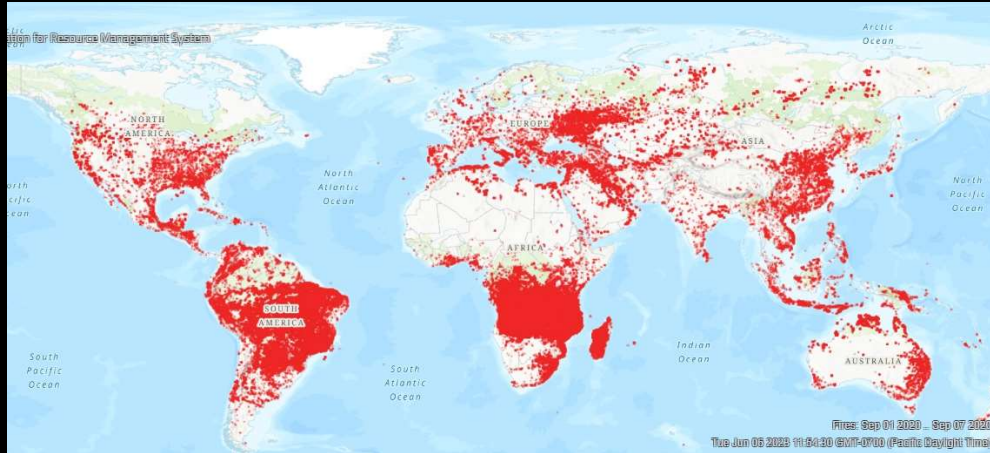 Arctic
Ocean
ation for Resource Management System
NORTH
AMERICA
EUROPE
ASIA
North
Atlantic
Ocean
North
Pacific
Ocean
AFRICA
SOUTH
AMERICA
Indian
Ocean
AUSTRALIA
South
Pacific
Ocean
South
Atlantic
Ocean
Fires: Sep 01 2020 .. Sep 07 2020
Tue Jun 06 2023 11:54:30 GMT-0700 (Pacific Daylight Time)